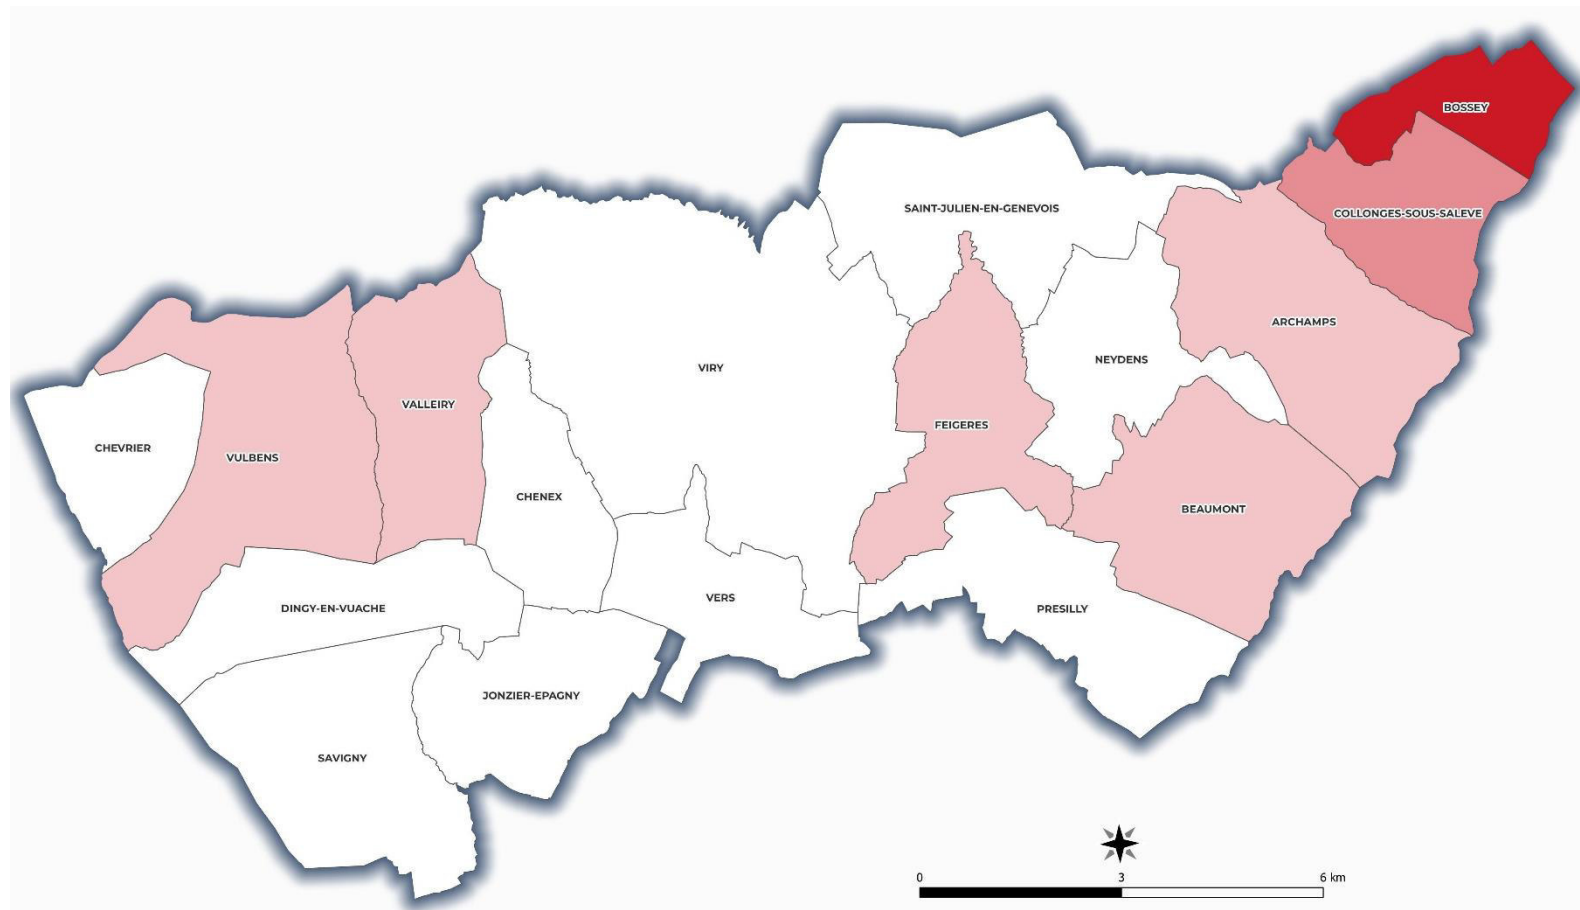 BOSSEY
SAINT-JULIEN-EN-GENEVOIS
COLLONGES-SOUS-SALEVE
ARCHAMPS
NEYDENS
VIRY
VALLEIRY
FEIGERES
CHEVRIER
VULBENS
CHENEX
BEAUMONT
VERS
DINGY-EN-VUACHE
PRESILLY
JONZIER-EPAGNY
SAVIGNY
0 3 6 km